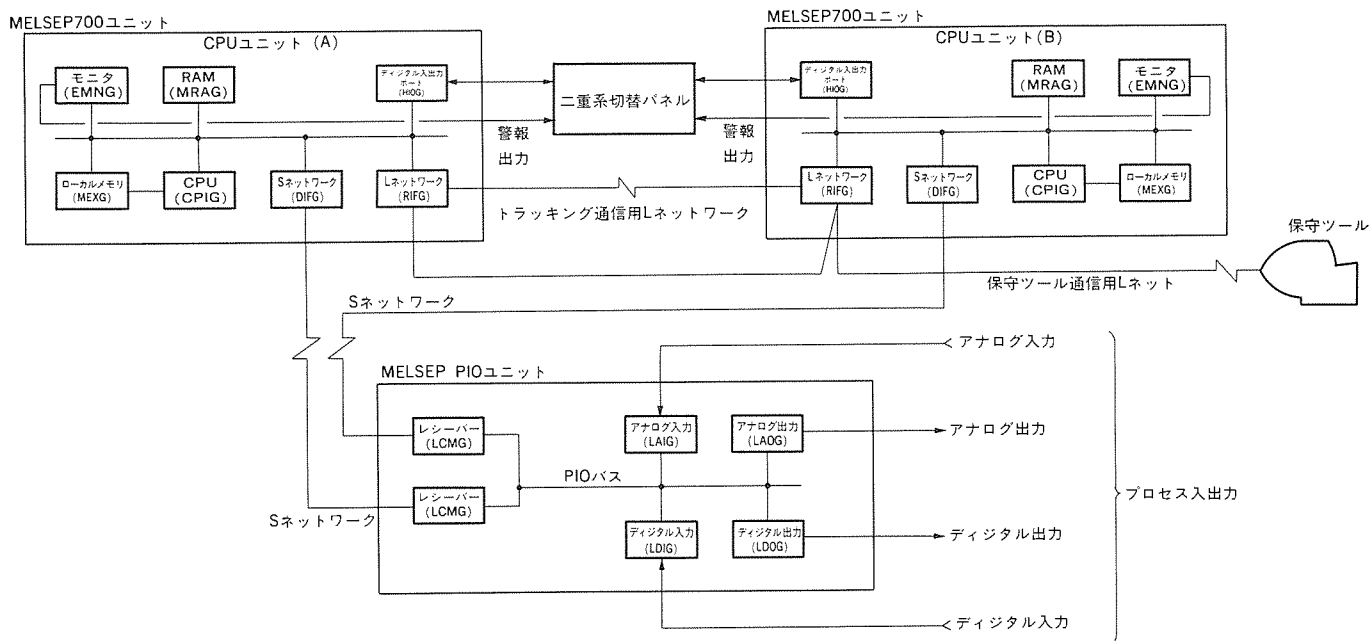 MELSEP700ユニット
CPUユニット (A)
モニタ
(EMNG)
RAM
(MRAG)
ディジタル入出力
ポート
(HIOG)
ローカルメモリ
(MEXG)
CPU
(CPIG)
Sネットワーク
(DIFG)
Lネットワーク
(RIFG)
二重系切替パネル
警報
出力
警報
出力
トラッキング通信用Lネットワーク
MELSEP700ユニット
CPUユニット(B)
ディジタル入出力
ポート
(HIOG)
RAM
(MRAG)
モニタ
(EMNG)
Lネットワーク
(RIFG)
Sネットワーク
(DIFG)
CPU
(CPIG)
ローカルメモリ
(MEXG)
保守ツール
保守ツール通信用Lネット
Sネットワーク
MELSEP PIOユニット
レシーバー
(LCMG)
レシーバー
(LCMG)
Sネットワーク
PIOバス
アナログ入力
(LAIG)
アナログ出力
(LAOG)
ディジタル入力
(LDIG)
ディジタル出力
(LDOG)
アナログ入力
アナログ出力
ディジタル出力
ディジタル入力
プロセス入出力